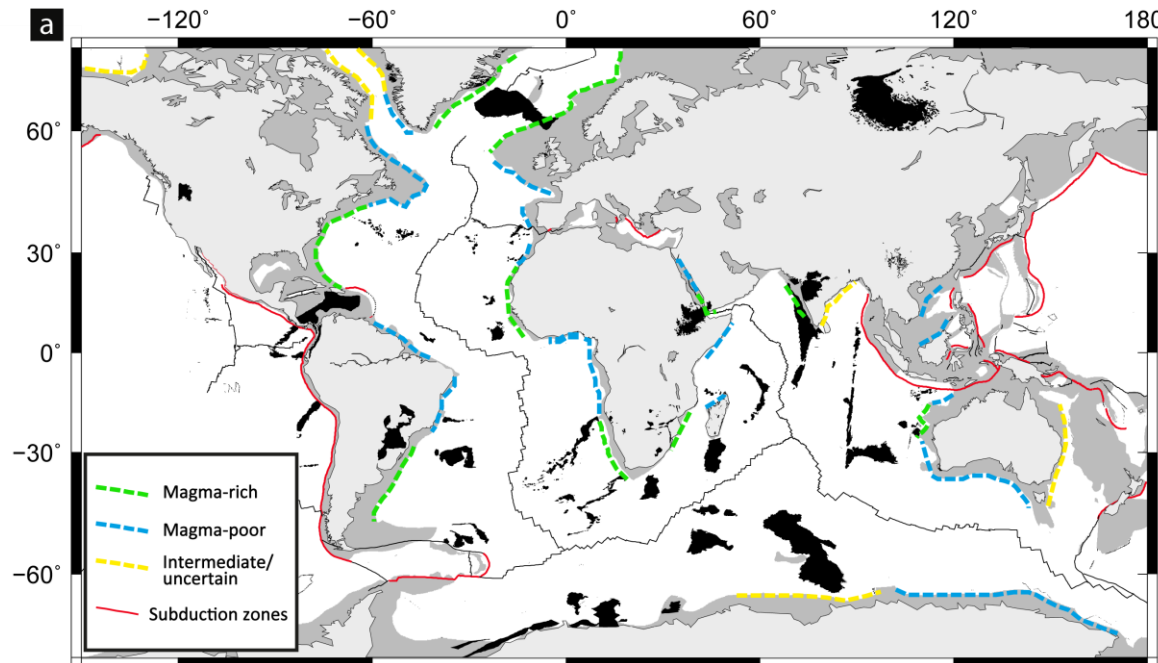 a
−120° −60° 0° 60° 120° 180
60°
30°
0°
−30°
−60°
Magma-rich
Magma-poor
Intermediate/
uncertain
Subduction zones